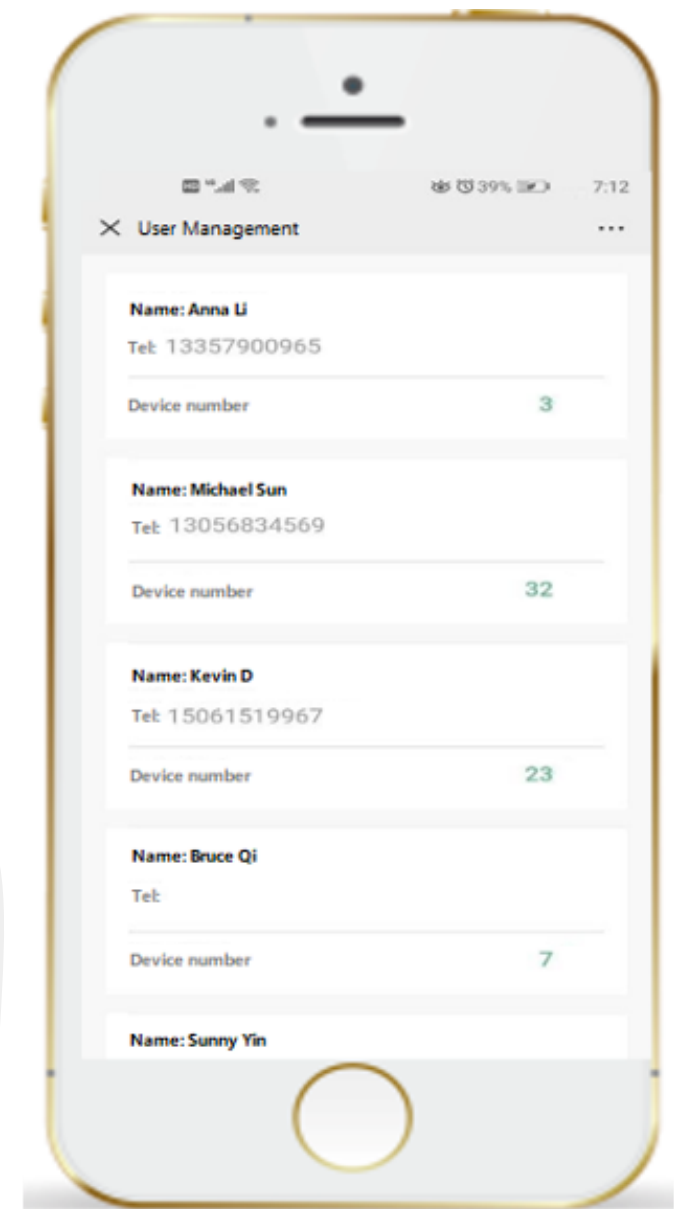 39% 7:12
User Management ...
Name: Anna Li
Tel: 13357900965
Device number 3
Name: Michael Sun
Tel: 13056834569
Device number 32
Name: Kevin D
Tel: 15061519967
Device number 23
Name: Bruce Qi
Tel:
Device number 7
Name: Sunny Yin